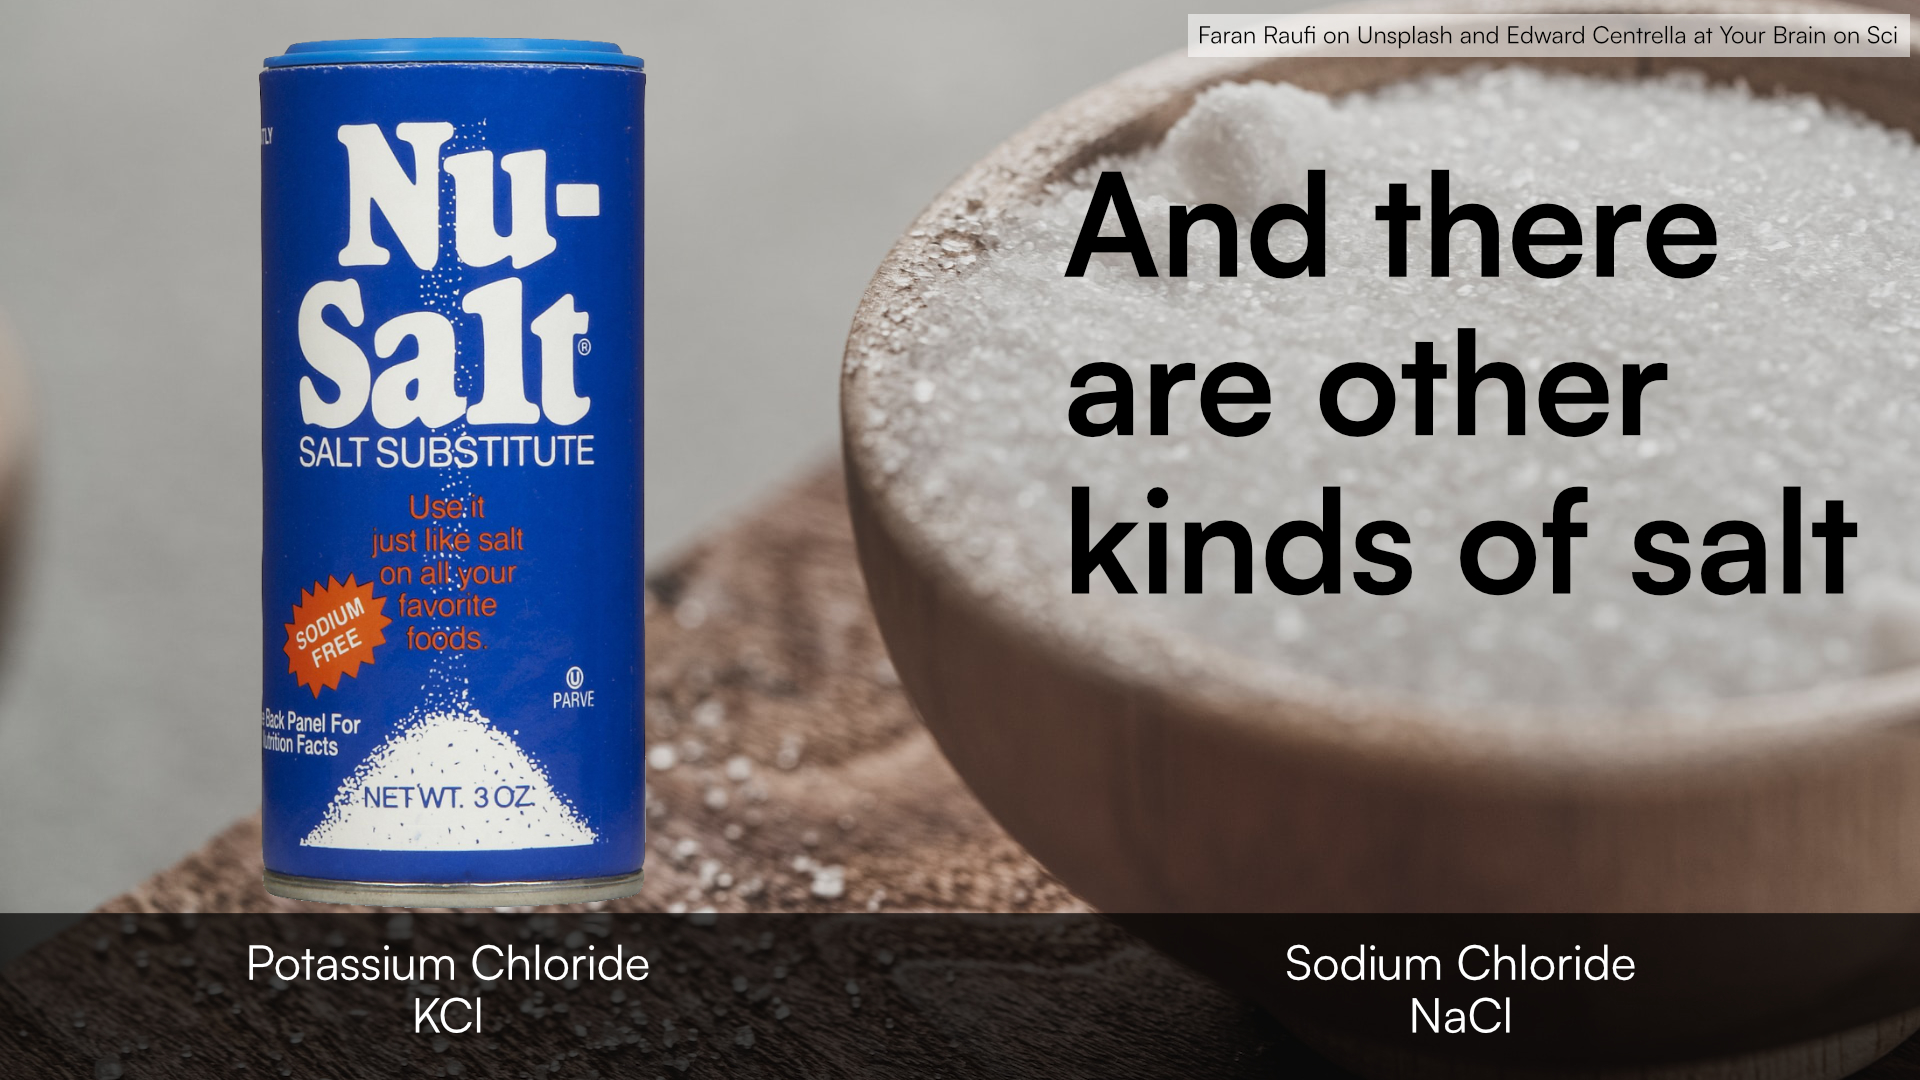 Faran Raufi on Unsplash and Edward Centrella at Your Brain on Sci
Nu-
Salt®
SALT SUBSTITUTE
Use it
just like salt
on all your
favorite
foods.
SODIUM
FREE
U
PARVE
Back Panel For
Facts
NET WT. 3 OZ.
And there
are other
kinds of salt
Potassium Chloride
KCl
Sodium Chloride
NaCl